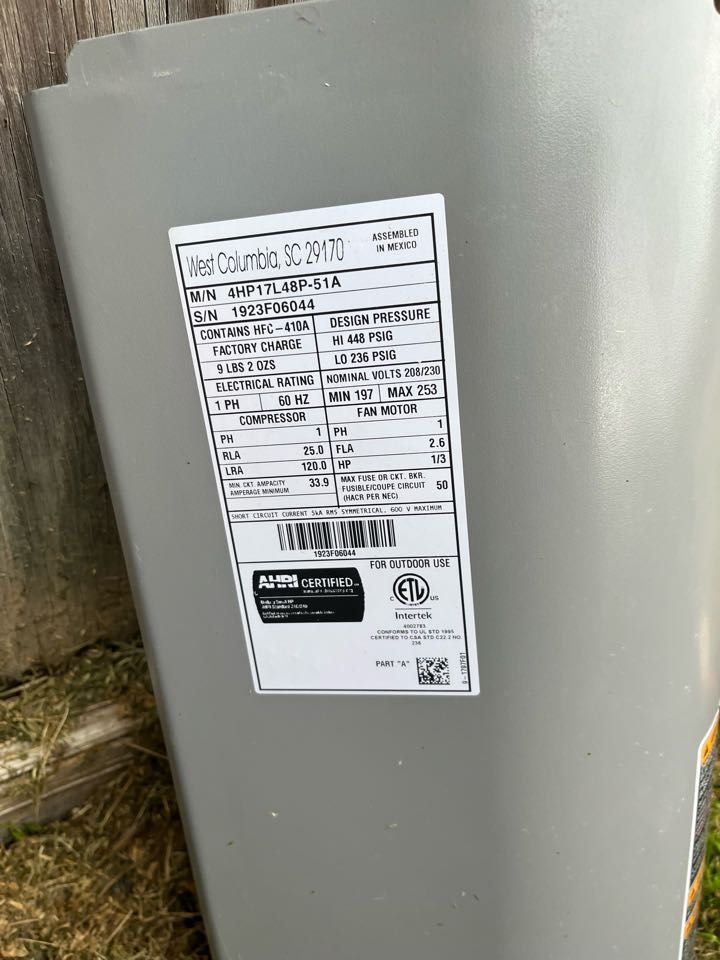 West Columbia, SC 29170
ASSEMBLED
IN MEXICO
M/N 4HP17L48P-51A
S/N 1923F06044
CONTAINS HFC-410A
FACTORY CHARGE
9 LBS 2 OZS
DESIGN PRESSURE
HI 448 PSIG
LO 236 PSIG
ELECTRICAL RATING
NOMINAL VOLTS 208/230
1 PH 60 HZ
MIN 197 MAX 253
COMPRESSOR
PH 1
RLA 25.0
LRA 120.0
FAN MOTOR
PH 1
FLA 2.6
HP 1/3
MIN. CKT. AMPACITY
AMPERAGE MINIMUM
33.9
MAX FUSE OR CKT. BKR.
FUSIBLE/COUPE CIRCUIT
(HACR PER NEC)
50
SHORT CIRCUIT CURRENT 5kA RMS SYMMETRICAL, 600 V MAXIMUM
1923F06044
AHRI CERTIFIED
FOR OUTDOOR USE
C ETL US
Intertek
4002783
CONFORMS TO UL STD 1995
CERTIFIED TO CSA STD C22.2 NO.
236
PART "A"